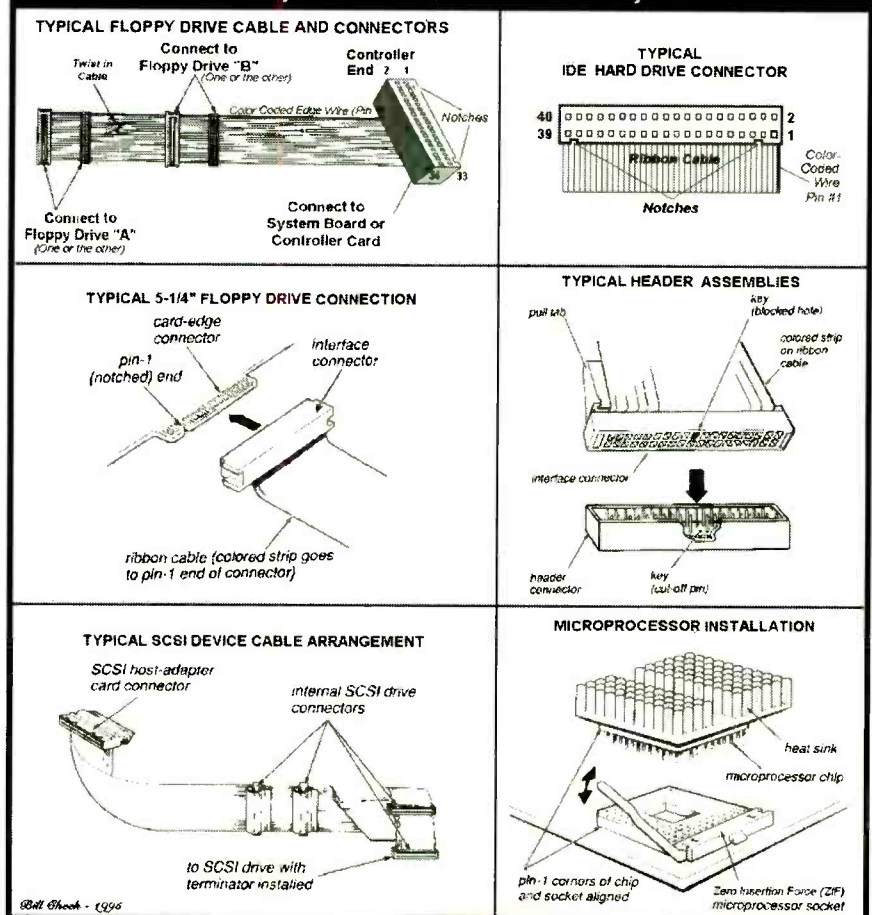 TYPICAL FLOPPY DRIVE CABLE AND CONNECTORS
Twist in
Cable
Connect to
Floppy Drive "B"
(One or the other)
Controller
End 2 1
Color Coded Edge Wire (Pin
Notches
34 33
Connect to
Floppy Drive "A"
(One or the other)
Connect to
System Board or
Controller Card
TYPICAL
IDE HARD DRIVE CONNECTOR
40 2
39 1
Ribbon Cable
Color-
Coded
Wire
Pin #1
Notches
TYPICAL 5-1/4" FLOPPY DRIVE CONNECTION
card-edge
connector
interface
connector
pin-1
(notched) end
ribbon cable (colored strip goes
to pin-1 end of connector)
TYPICAL HEADER ASSEMBLIES
pull tab
key
(blocked hole)
colored strip
on ribbon
cable
interface connector
header
connector
key
(cut-off pin)
TYPICAL SCSI DEVICE CABLE ARRANGEMENT
SCSI host-adapter
card connector
internal SCSI drive
connectors
to SCSI drive with
terminator installed
Bill Cheek - 1996
MICROPROCESSOR INSTALLATION
heat sink
microprocessor chip
pin-1 corners of chip
and socket aligned
Zero Insertion Force (ZIF)
microprocessor socket